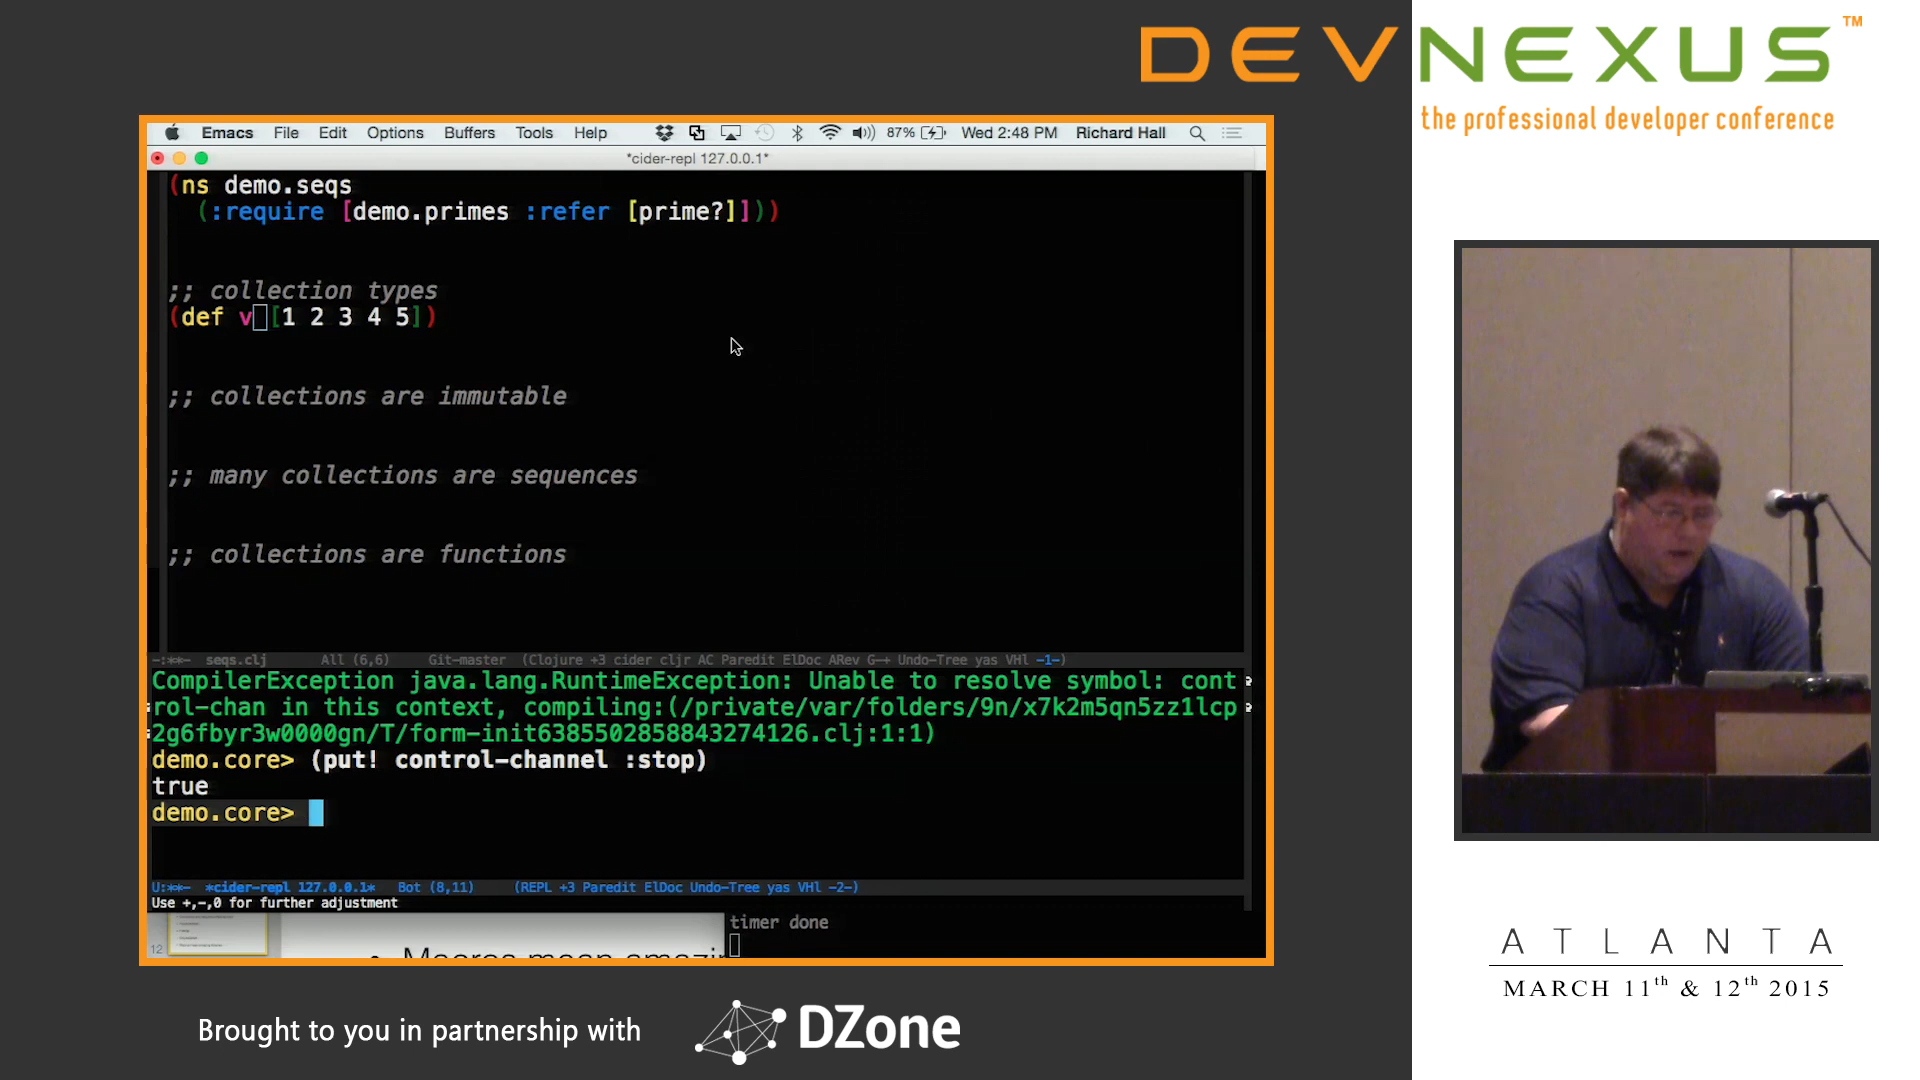 DEVNEXUS™
the professional developer conference
Emacs File Edit Options Buffers Tools Help 87% Wed 2:48 PM Richard Hall
*cider-repl 127.0.0.1*
(ns demo.seqs
(:require [demo.primes :refer [prime?]]))
;; collection types
(def v [1 2 3 4 5])
;; collections are immutable
;; many collections are sequences
;; collections are functions
-:**- seqs.clj All (6,6) Git-master (Clojure +3 cider cljr AC Paredit ElDoc ARev G-+ Undo-Tree yas VHl -1-)
CompilerException java.lang.RuntimeException: Unable to resolve symbol: cont
rol-chan in this context, compiling:(/private/var/folders/9n/x7k2m5qn5zz1lcp
2g6fbyr3w0000gn/T/form-init6385502858843274126.clj:1:1)
demo.core> (put! control-channel :stop)
true
demo.core>
U:**- *cider-repl 127.0.0.1* Bot (8,11) (REPL +3 Paredit ElDoc Undo-Tree yas VHl -2-)
Use +,-,0 for further adjustment
timer done
12
• Macros mean
ATLANTA
MARCH 11th & 12th 2015
Brought to you in partnership with
DZone